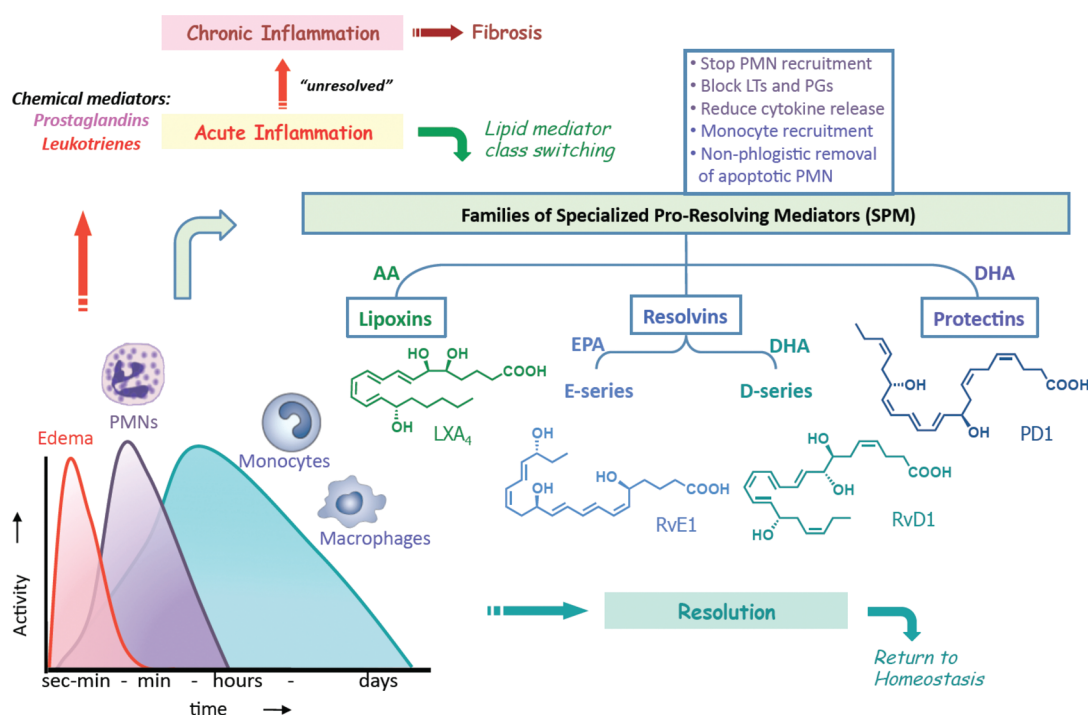 Chronic Inflammation
Fibrosis
“unresolved”
Chemical mediators:
Prostaglandins
Leukotrienes
Acute Inflammation
Lipid mediator
class switching
• Stop PMN recruitment
• Block LTs and PGs
• Reduce cytokine release
• Monocyte recruitment
• Non-phlogistic removal
of apoptotic PMN
Families of Specialized Pro-Resolving Mediators (SPM)
AA
DHA
Lipoxins
Resolvins
Protectins
EPA
DHA
E-series
D-series
OH OH
COOH
OH
LXA4
OH
COOH
OH
PD1
OH
OH
OH
COOH
RvE1
OH
COOH
OH
OH
RvD1
PMNs
Edema
Monocytes
Macrophages
Activity
sec-min - min - hours - days
time
Resolution
Return to
Homeostasis